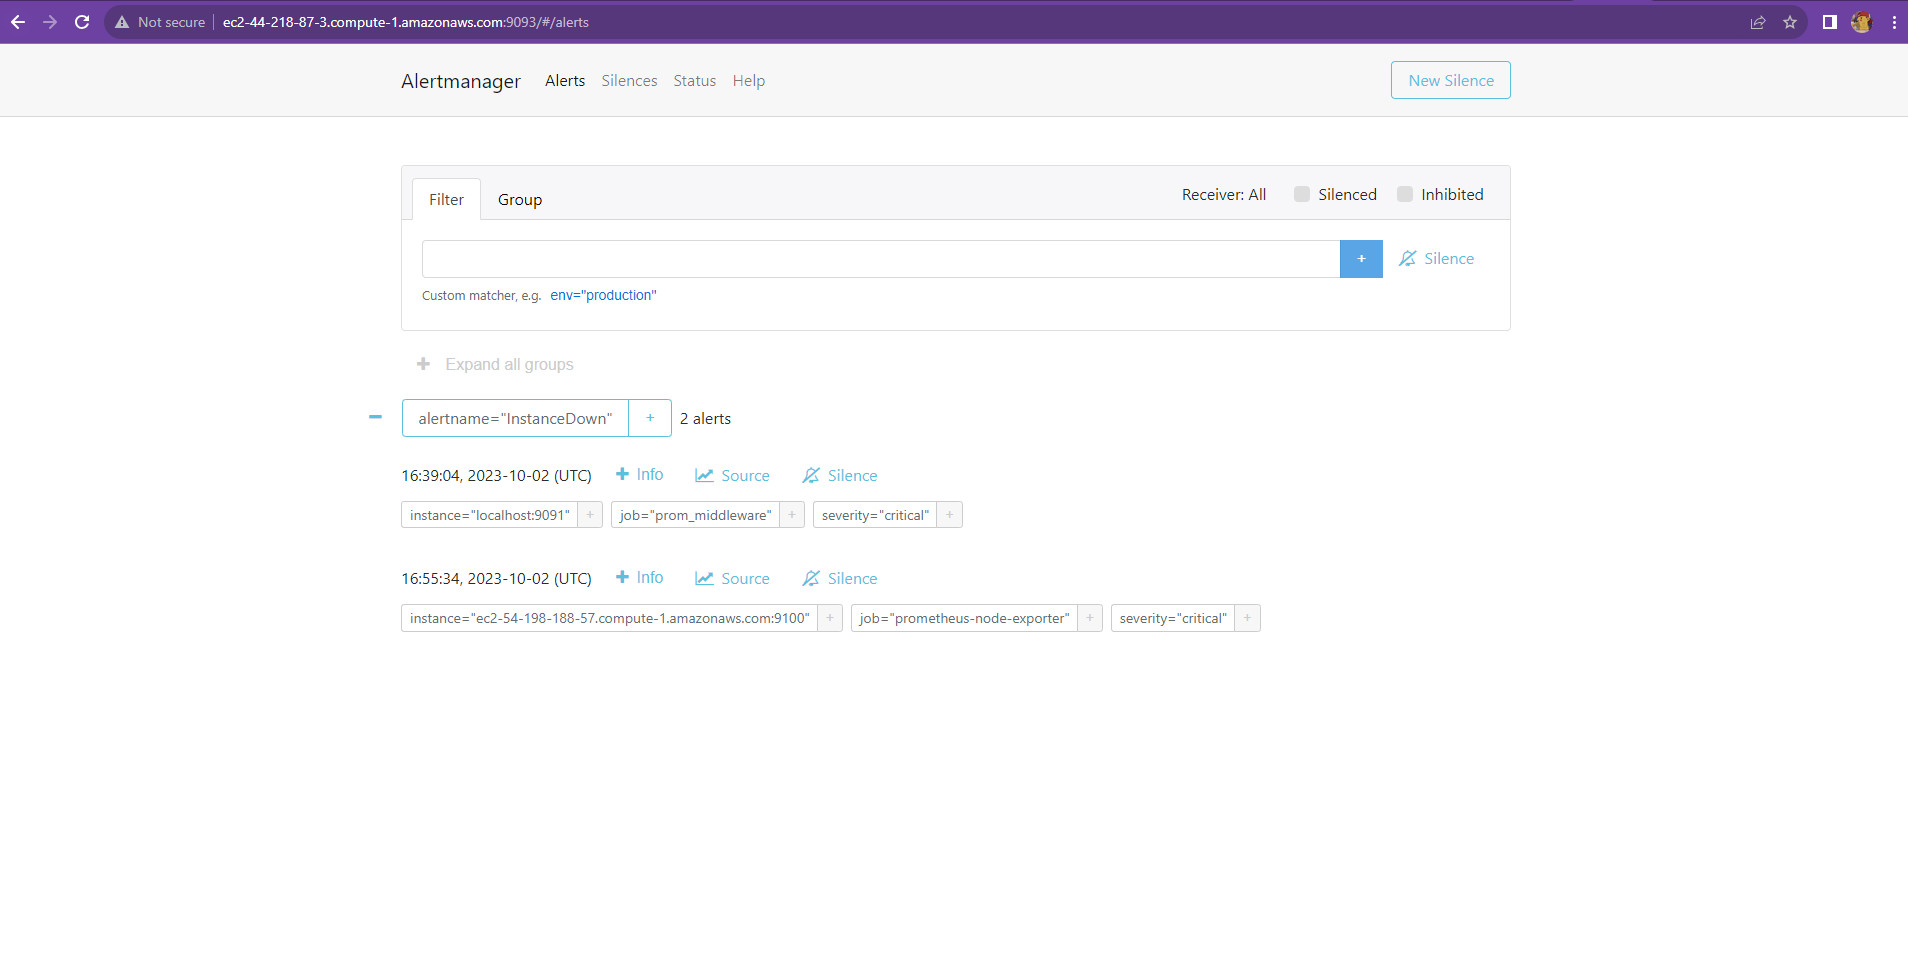 Not secure ec2-44-218-87-3.compute-1.amazonaws.com:9093/#/alerts
Alertmanager Alerts Silences Status Help New Silence
Filter Group Receiver: All Silenced Inhibited
+ Silence
Custom matcher, e.g. env="production"
+ Expand all groups
alertname="InstanceDown" + 2 alerts
16:39:04, 2023-10-02 (UTC) + Info Source Silence
instance="localhost:9091" + job="prom_middleware" + severity="critical" +
16:55:34, 2023-10-02 (UTC) + Info Source Silence
instance="ec2-54-198-188-57.compute-1.amazonaws.com:9100" + job="prometheus-node-exporter" + severity="critical" +